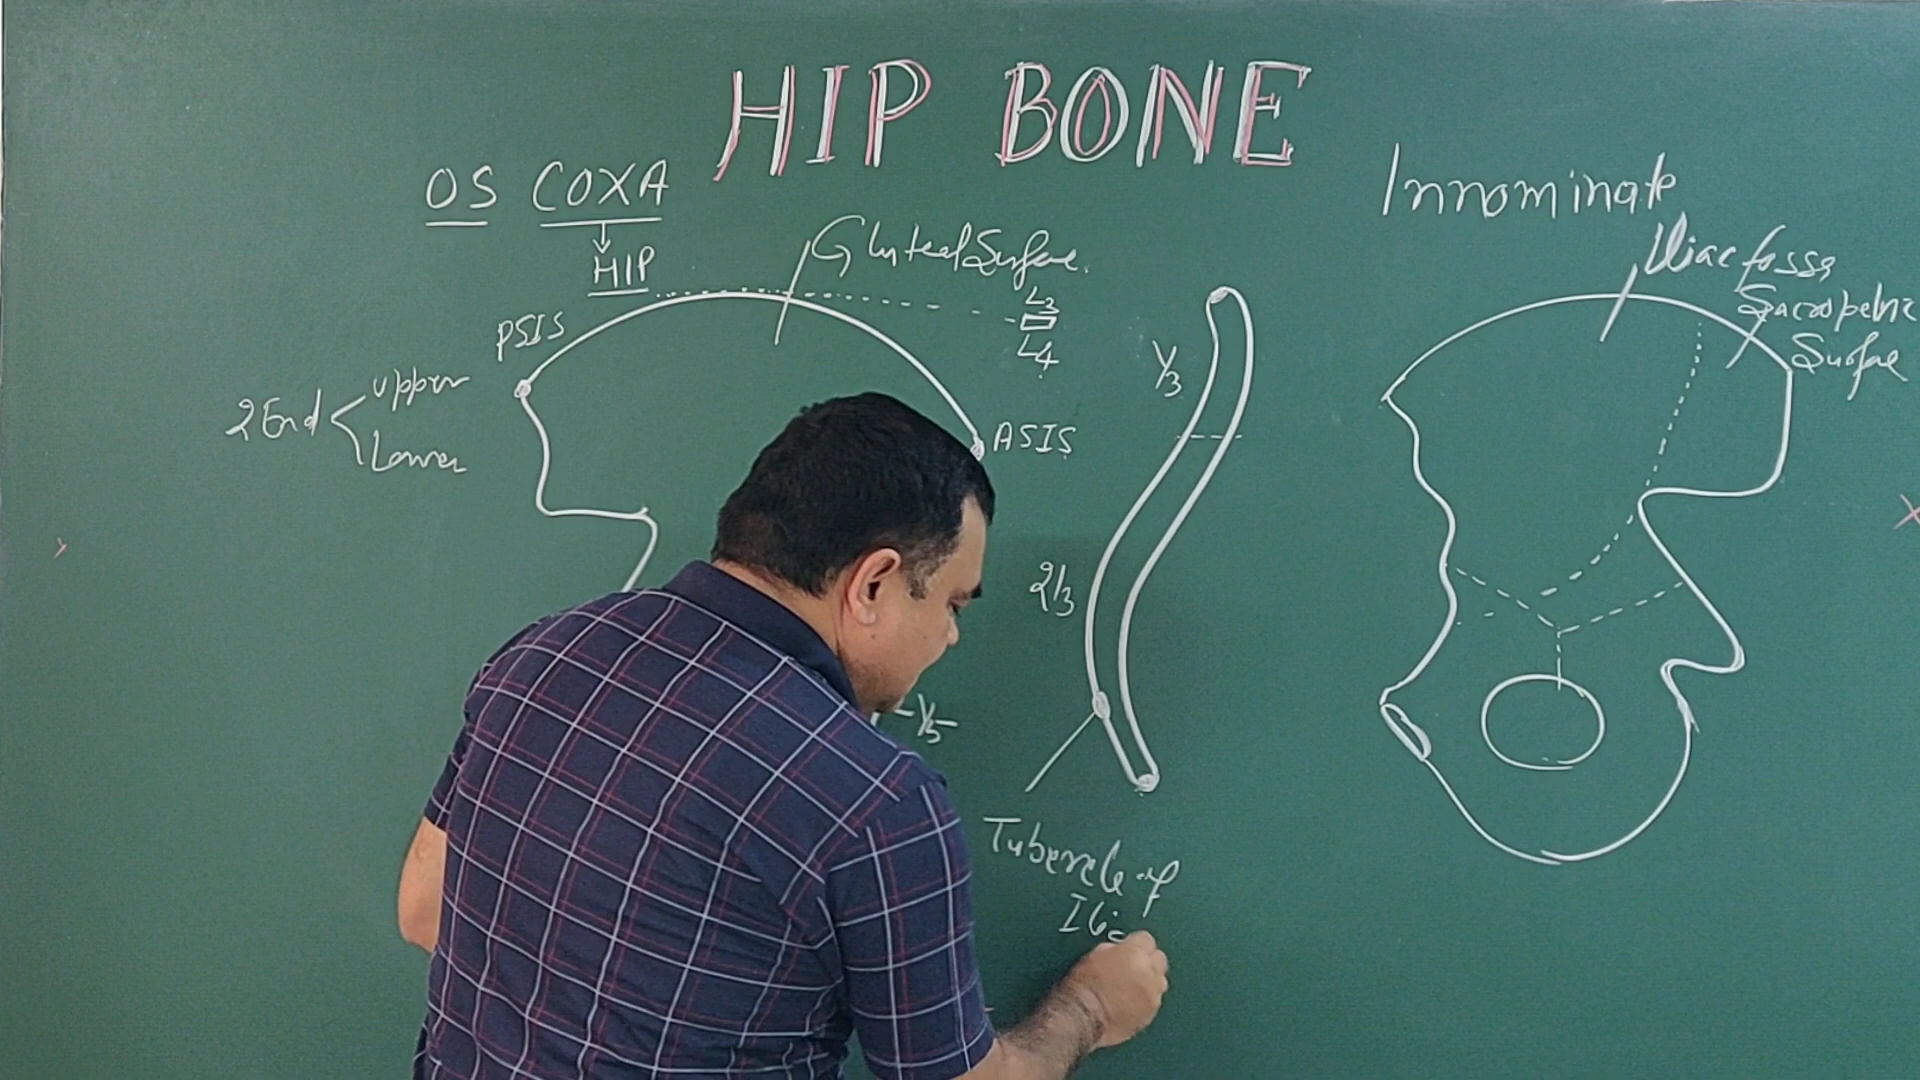 HIP BONE
OS COXA
HIP
Innominate
Gluteal Surface.
Iliac fossa
Sacropelvic
Surface
PSIS
L3
L4
ASIS
2 End
upper
Lower
1/3
2/3
1/5
Tubercle of